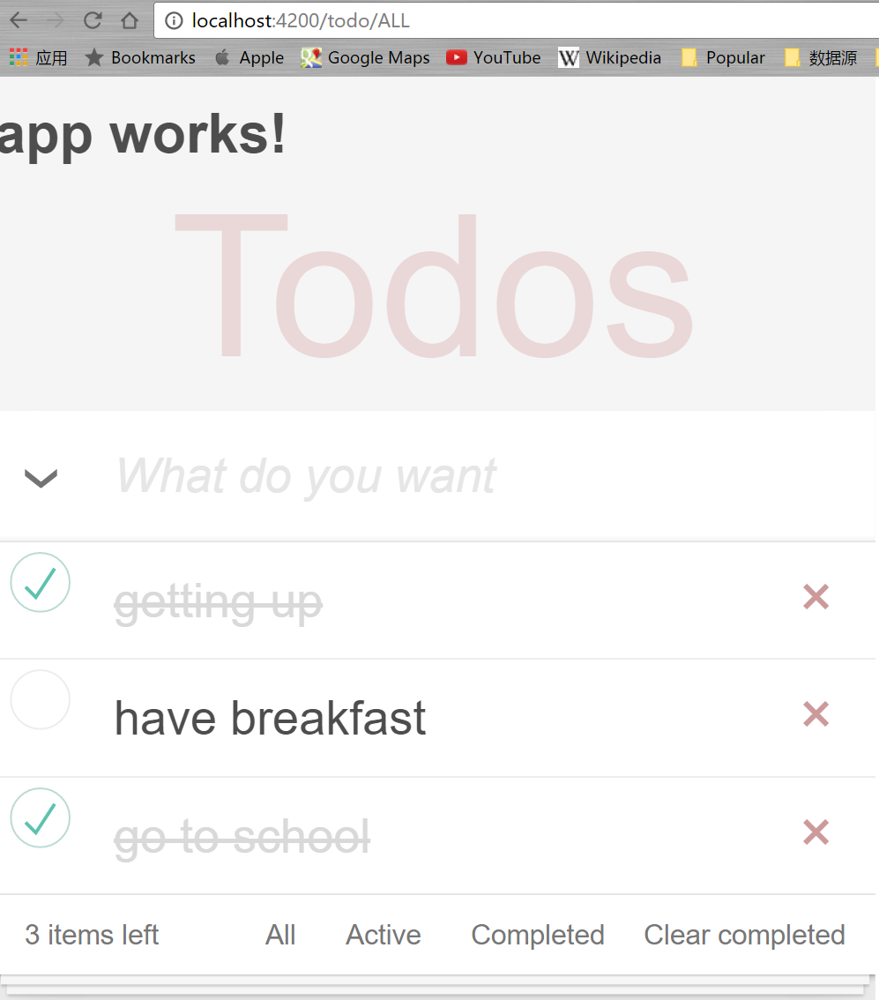 localhost:4200/todo/ALL
应用 Bookmarks Apple Google Maps YouTube W Wikipedia Popular 数据源
app works!
Todos
What do you want
getting up
have breakfast
go to school
3 items left All Active Completed Clear completed